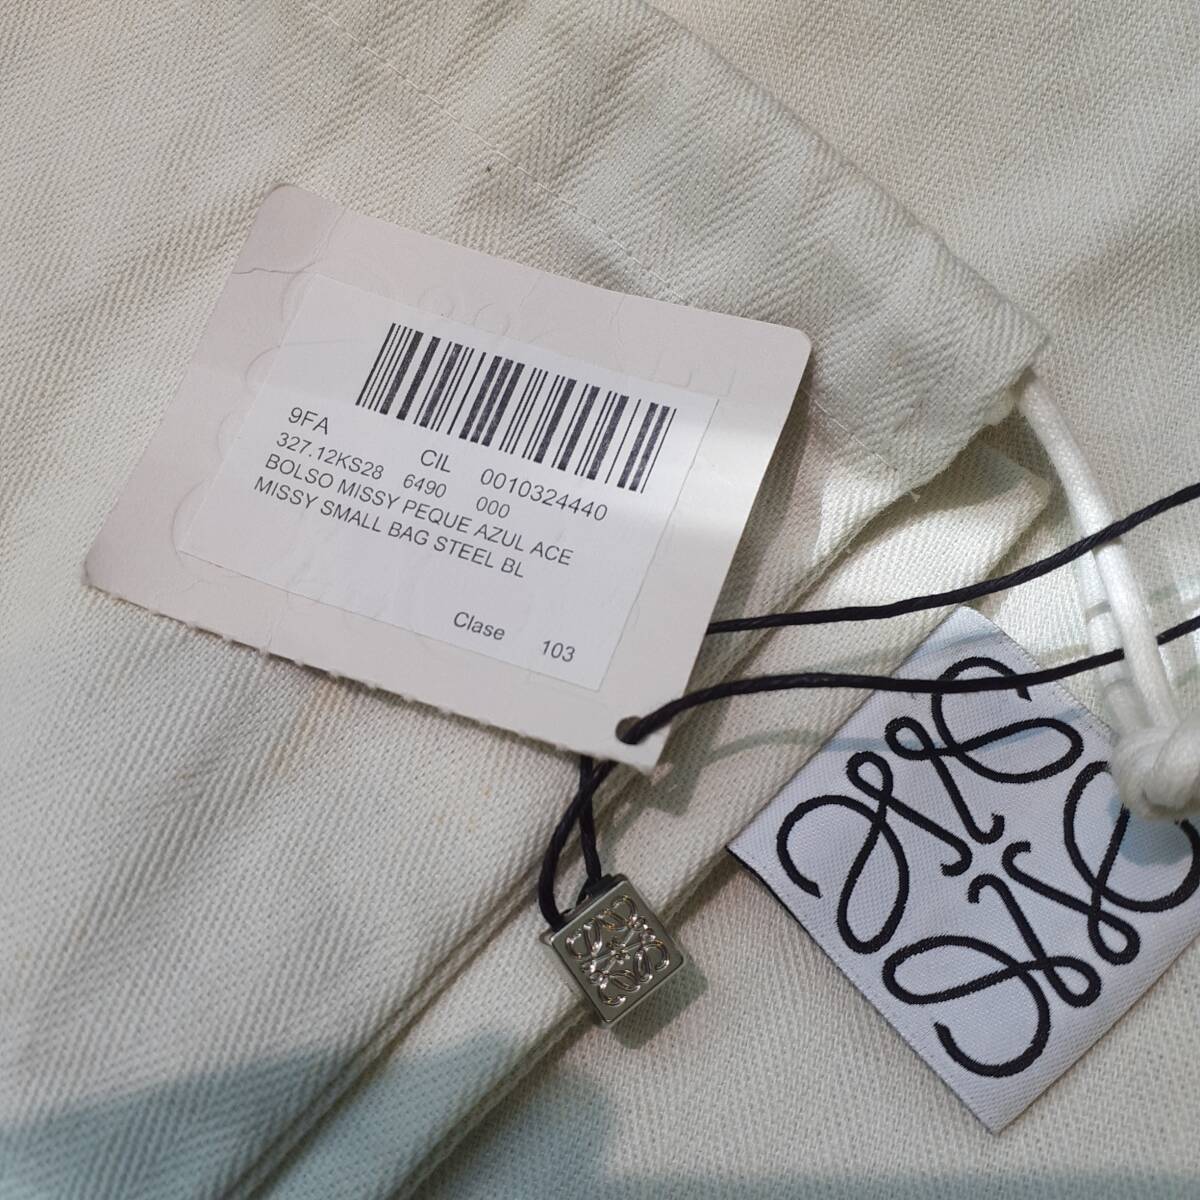 9FA CIL 0010324440
327.12KS28 6490 000
BOLSO MISSY PEQUE AZUL ACE
MISSY SMALL BAG STEEL BL
Clase 103